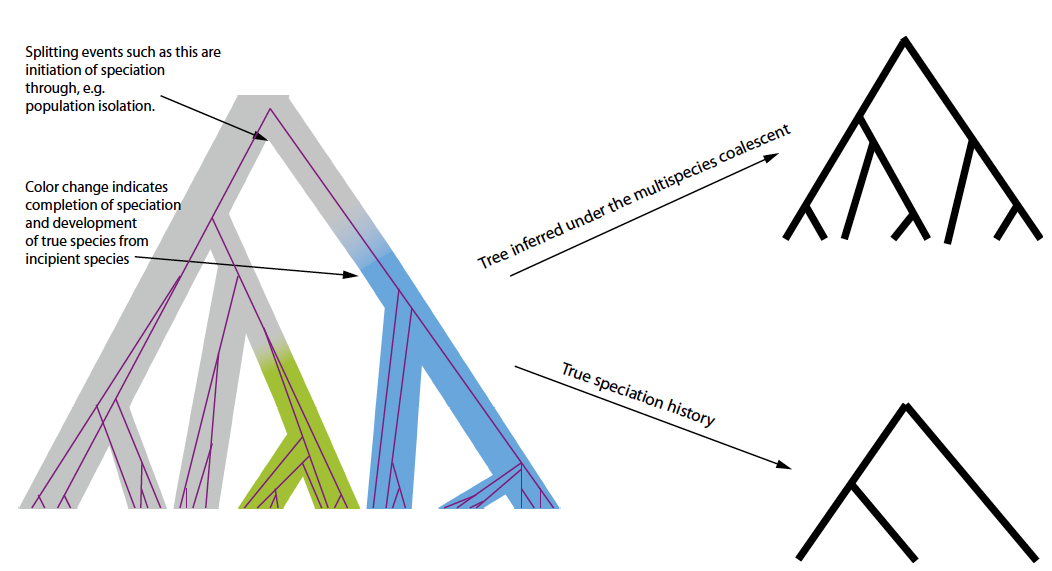 Splitting events such as this are
initiation of speciation
through, e.g.
population isolation.
Color change indicates
completion of speciation
and development
of true species from
incipient species
Tree inferred under the multispecies coalescent
True speciation history